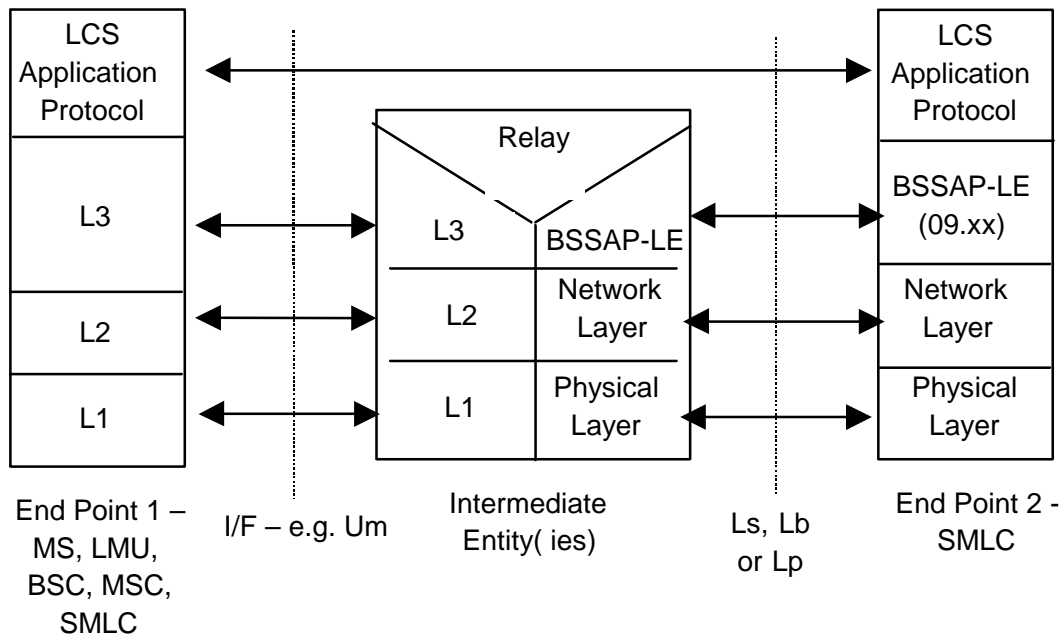 LCS
Application
Protocol
L3
L2
L1
Relay
L3
BSSAP-LE
L2
Network
Layer
L1
Physical
Layer
LCS
Application
Protocol
BSSAP-LE
(09.xx)
Network
Layer
Physical
Layer
End Point 1 –
MS, LMU,
BSC, MSC,
SMLC
I/F – e.g. Um
Intermediate
Entity( ies)
Ls, Lb
or Lp
End Point 2 -
SMLC